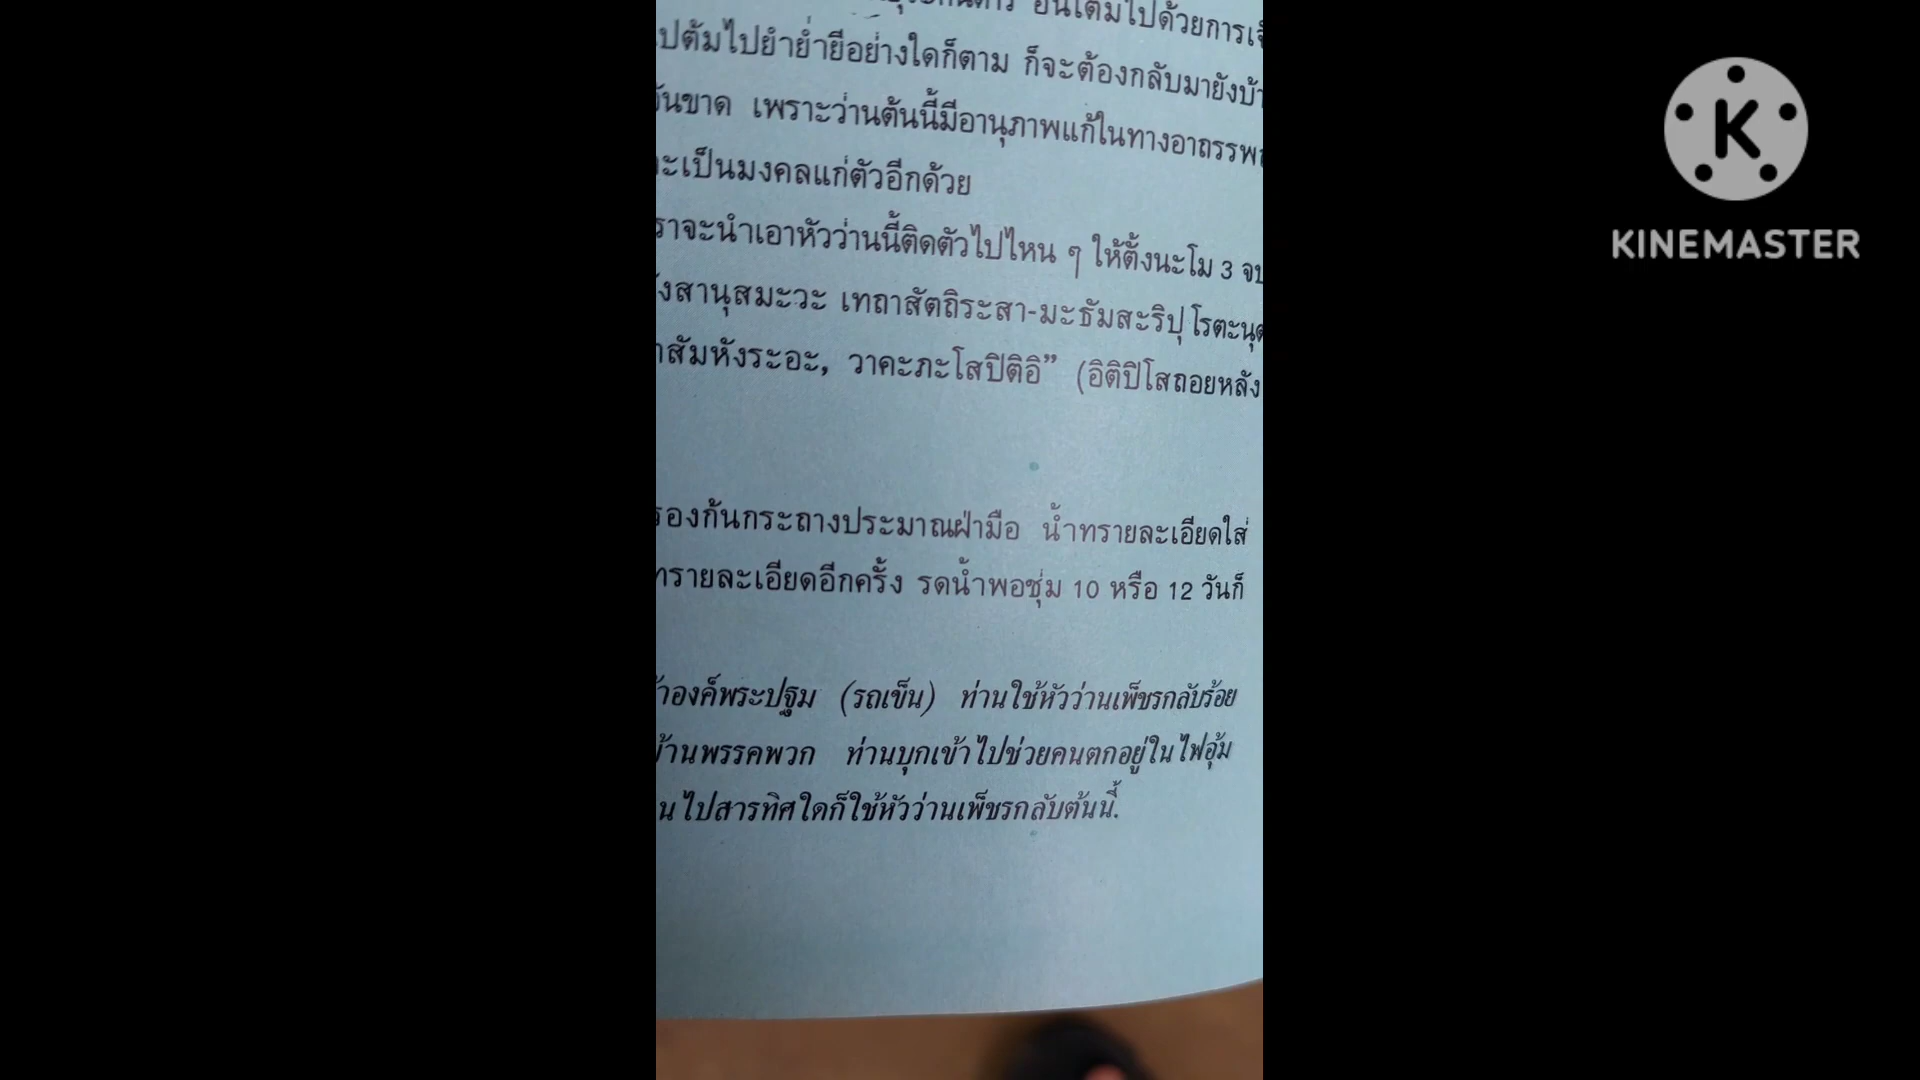 อันเต็มไปด้วยการ
ปต้มไปยำย่ำยีอย่างใดก็ตาม ก็จะต้องกลับมายังบ้า
ันขาด เพราะว่านต้นนี้มีอานุภาพแก้ในทางอาถรรพ
ะเป็นมงคลแก่ตัวอีกด้วย
ราจะนำเอาหัวว่านนี้ติดตัวไปไหน ๆ ให้ตั้งนะโม 3 จบ
ังสานุสมะวะ เทถาสัตถิระสา-มะธัมสะริปุ โรตะนุต
าสัมหังระอะ, วาคะภะโสปิติอิ” (อิติปิโสถอยหลัง
รองก้นกระถางประมาณฝ่ามือ น้ำทรายละเอียดใส่
ทรายละเอียดอีกครั้ง รดน้ำพอชุ่ม 10 หรือ 12 วันก็
้าองค์พระปฐม (รถเข็น) ท่านใช้หัวว่านเพ็ชรกลับร้อย
บ้านพรรคพวก ท่านบุกเข้าไปช่วยคนตกอยู่ในไฟอุ้ม
นไปสารทิศใดก็ใช้หัวว่านเพ็ชรกลับต้นนี้.
K
KINEMASTER